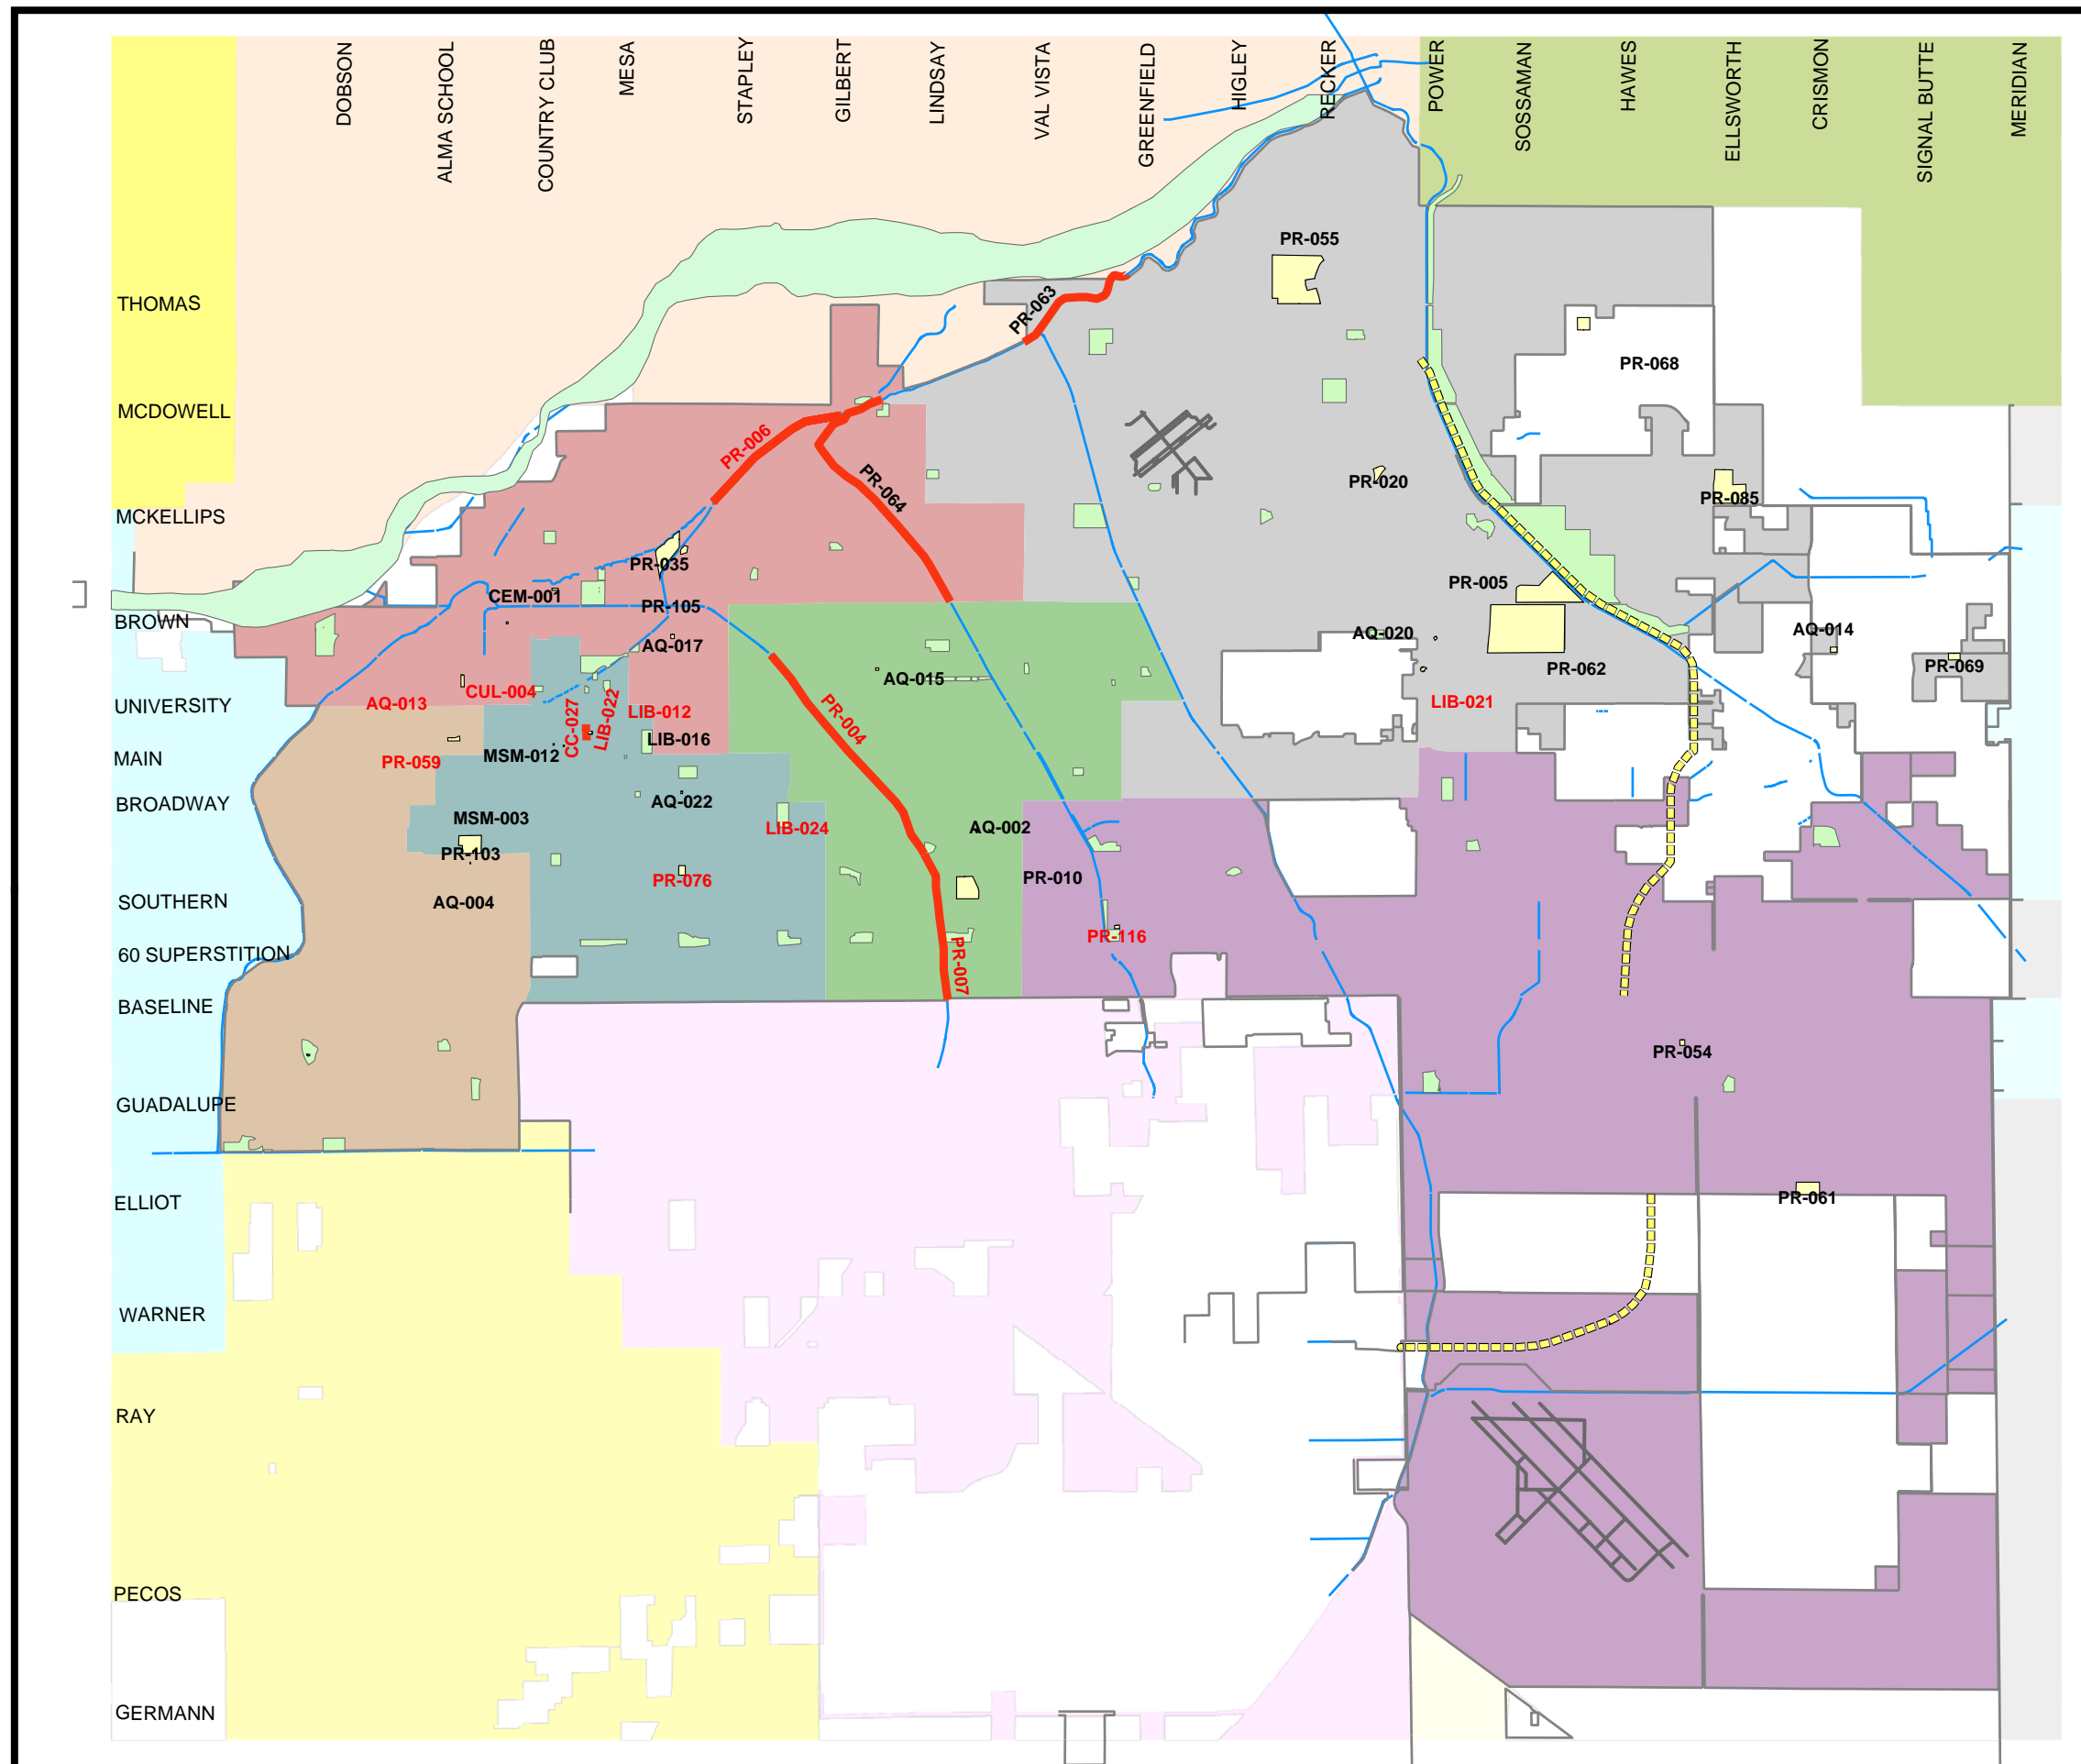 DOBSON
ALMA SCHOOL
COUNTRY CLUB
MESA
STAPLEY
GILBERT
LINDSAY
VAL VISTA
GREENFIELD
HIGLEY
RECKER
POWER
SOSSAMAN
HAWES
ELLSWORTH
CRISMON
SIGNAL BUTTE
MERIDIAN
PR-055
THOMAS
PR-063
PR-068
MCDOWELL
PR-006
PR-064
PR-020
PR-085
MCKELLIPS
PR-035
PR-005
CEM-001
PR-105
BROWN
AQ-020
AQ-014
AQ-017
PR-062
PR-069
AQ-015
CUL-004
AQ-013
UNIVERSITY
LIB-012
LIB-021
CC-027
LIB-022
PR-004
LIB-016
MSM-012
MAIN
PR-059
BROADWAY
AQ-022
MSM-003
LIB-024
AQ-002
PR-103
PR-076
PR-010
SOUTHERN
AQ-004
PR-116
60 SUPERSTITION
PR-007
BASELINE
PR-054
GUADALUPE
PR-061
ELLIOT
WARNER
RAY
PECOS
GERMANN